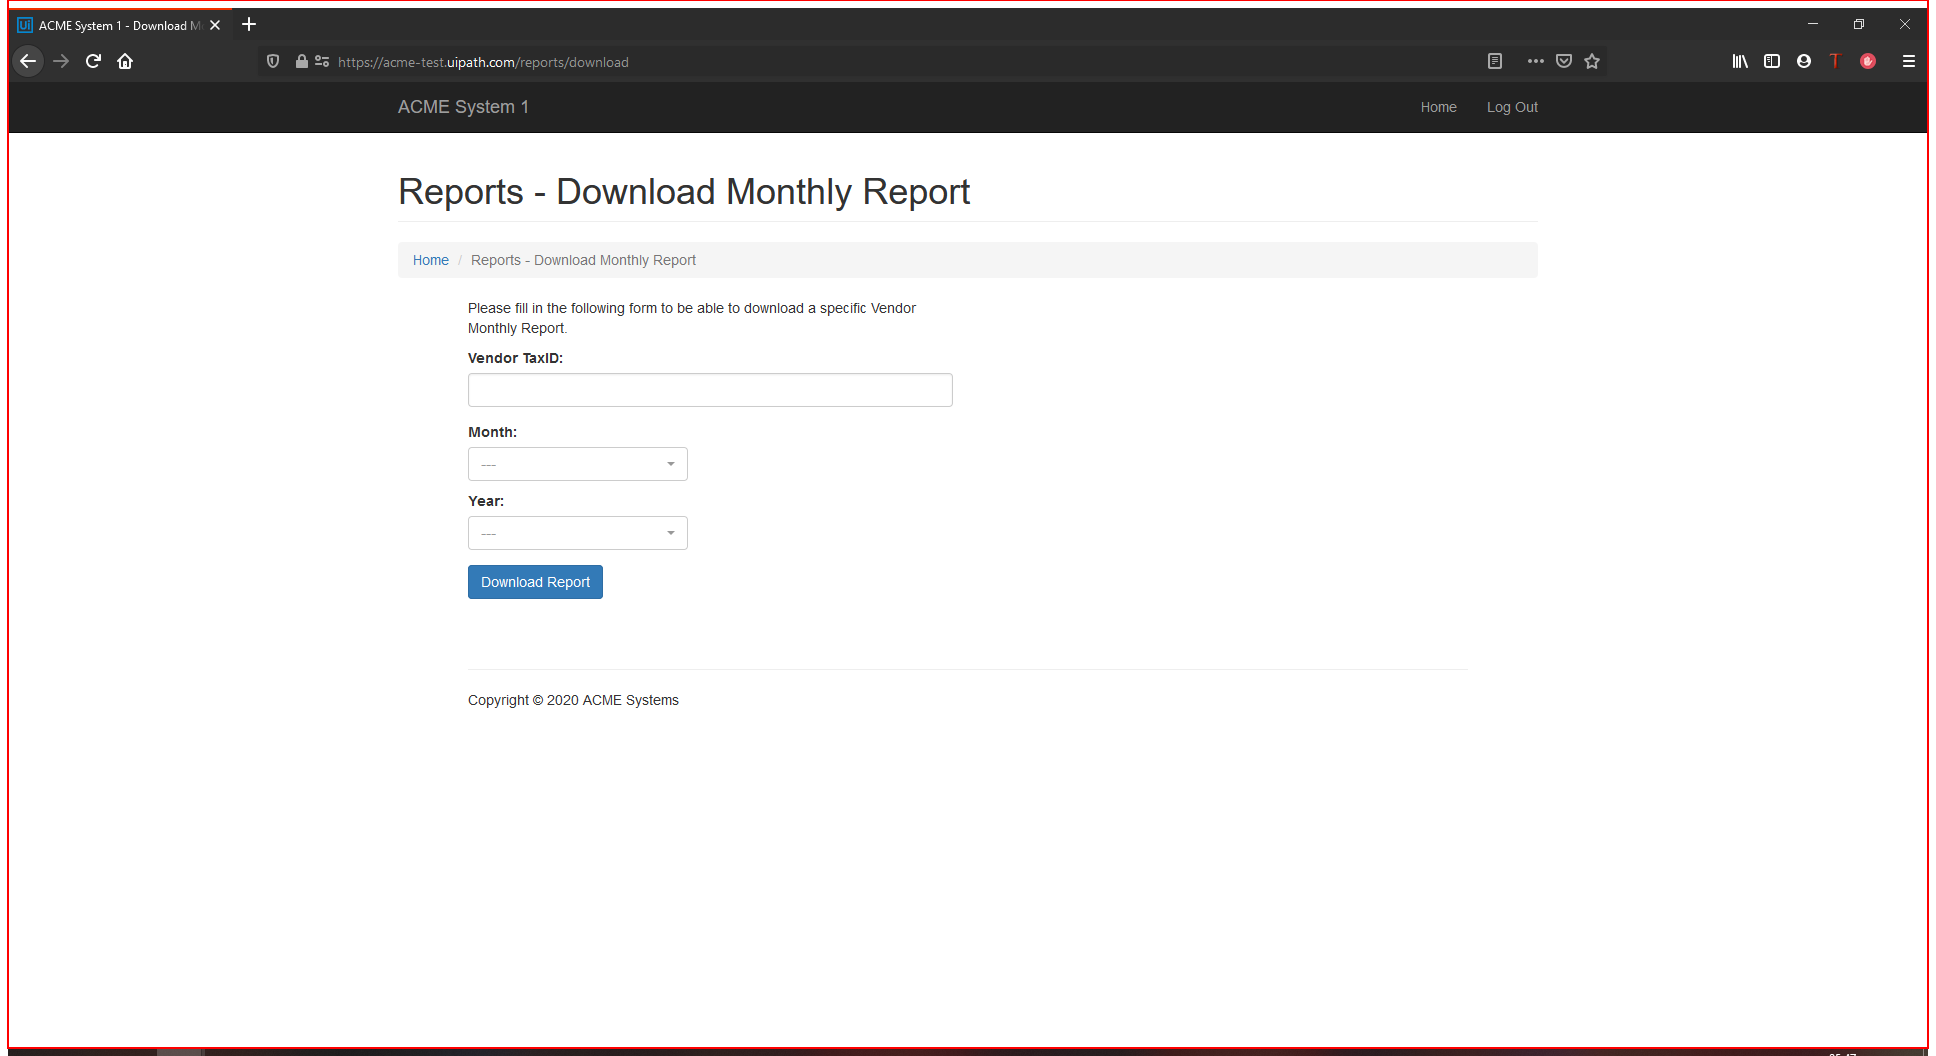 ACME System 1 - Download M
https://acme-test.uipath.com/reports/download
ACME System 1
Home
Log Out
Reports - Download Monthly Report
Home / Reports - Download Monthly Report
Please fill in the following form to be able to download a specific Vendor
Monthly Report.
Vendor TaxID:
Month:
---
Year:
---
Download Report
Copyright © 2020 ACME Systems